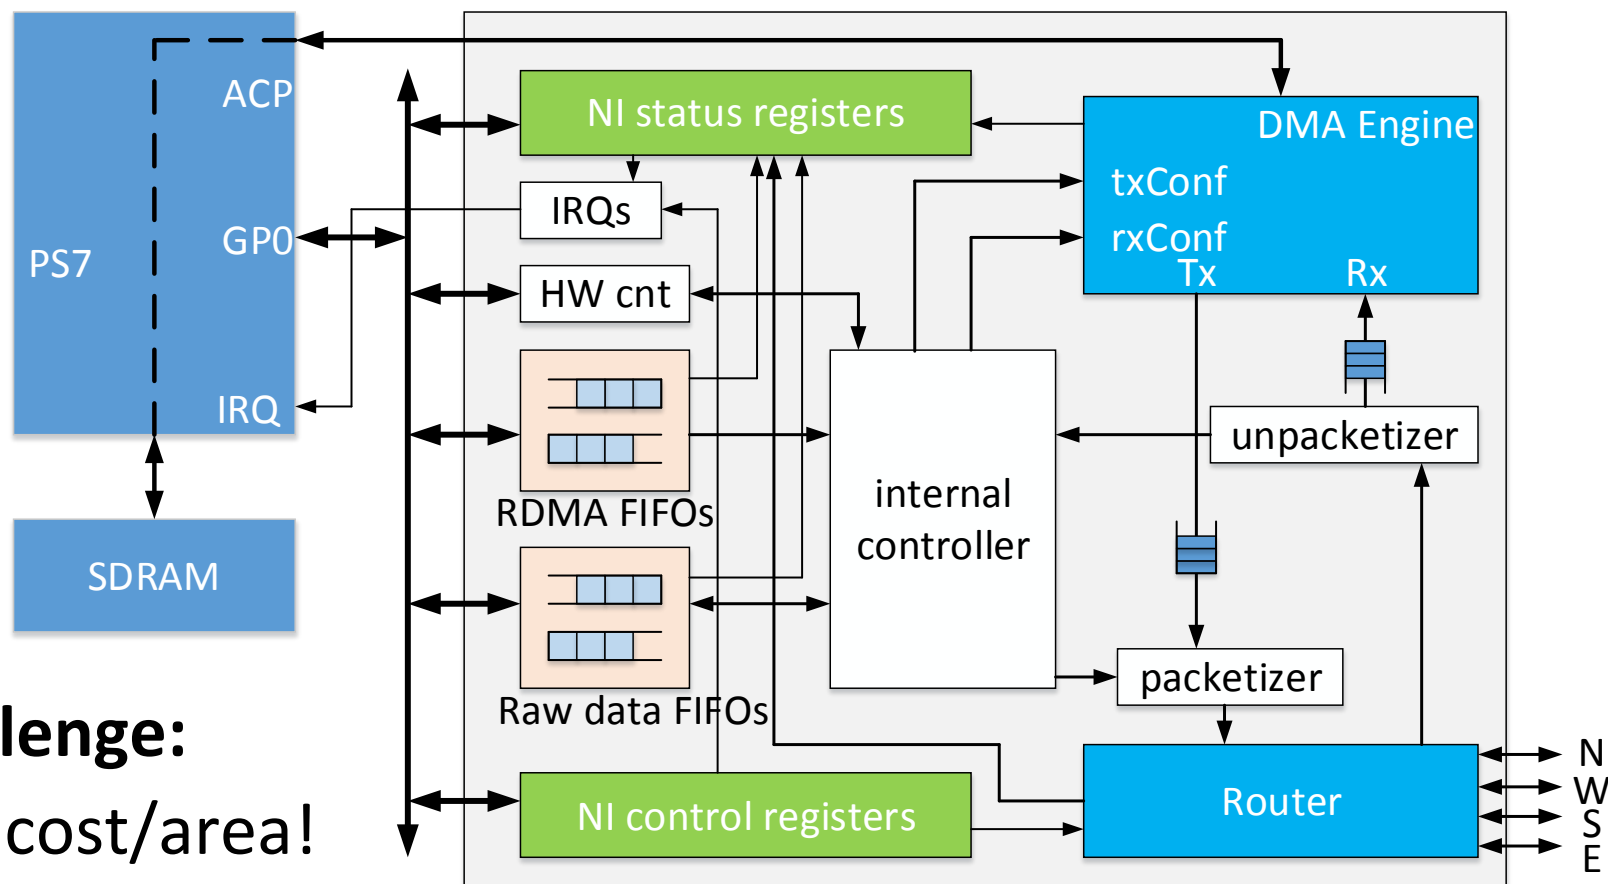 ACP
NI status registers
DMA Engine
txConf
IRQs
PS7
GP0
rxConf
Tx
Rx
HW cnt
IRQ
unpacketizer
RDMA FIFOs
internal
controller
SDRAM
packetizer
Raw data FIFOs
lenge:
cost/area!
NI control registers
Router
N
W
S
E